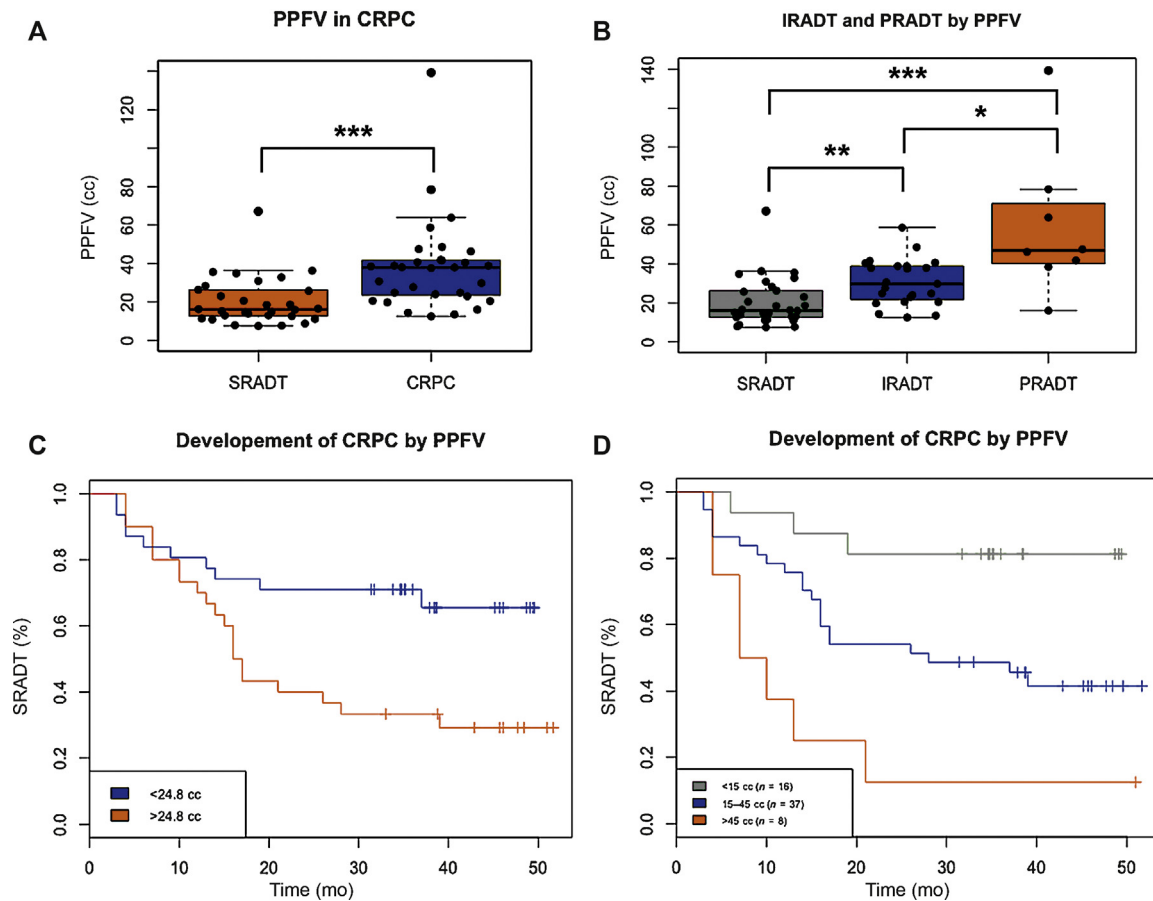 A
PPFV in CRPC
PPFV (cc)
120
80
60
40
20
0
***
SRADT
CRPC
B
IRADT and PRADT by PPFV
PPFV (cc)
140
120
100
80
60
40
20
0
***
**
*
SRADT
IRADT
PRADT
C
Developement of CRPC by PPFV
SRADT (%)
1.0
0.8
0.6
0.4
0.2
0.0
<24.8 cc
>24.8 cc
0
10
20
30
40
50
Time (mo)
D
Development of CRPC by PPFV
SRADT (%)
1.0
0.8
0.6
0.4
0.2
0.0
<15 cc (n = 16)
15–45 cc (n = 37)
>45 cc (n = 8)
0
10
20
30
40
50
Time (mo)